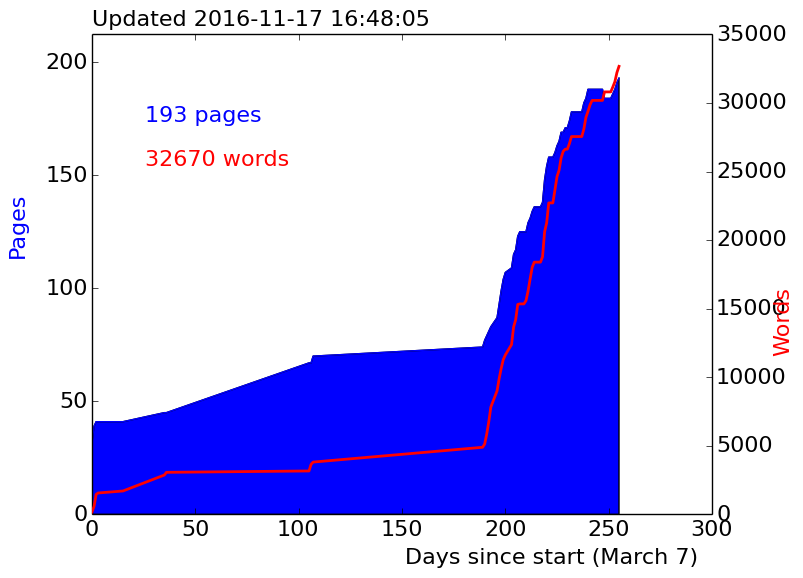 Updated 2016-11-17 16:48:05
193 pages
32670 words
Pages
200
150
100
50
0
35000
30000
25000
20000
15000
10000
5000
0
Words
0 50 100 150 200 250 300
Days since start (March 7)